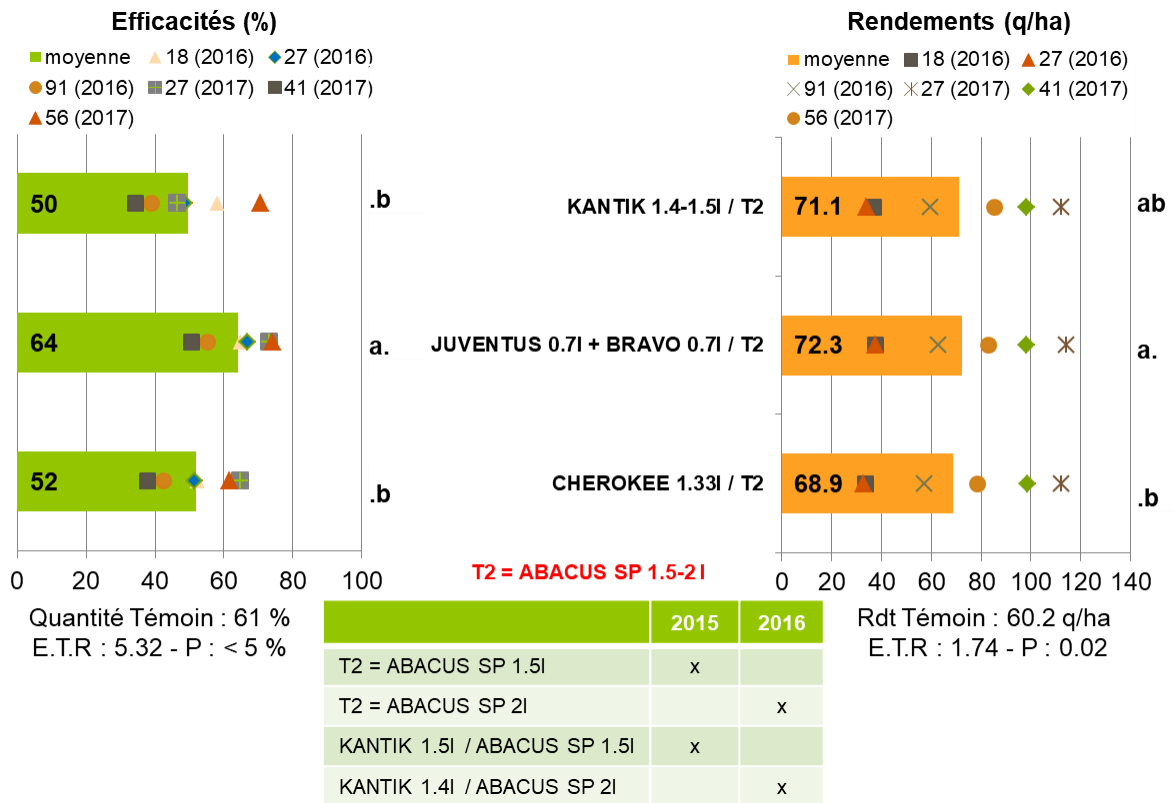 Efficacités (%)
moyenne 18 (2016) 27 (2016)
91 (2016) 27 (2017) 41 (2017)
56 (2017)
50 .b
64 a.
52 .b
0 20 40 60 80 100
Quantité Témoin : 61 %
E.T.R : 5.32 - P : < 5 %
KANTIK 1.4-1.5l / T2
JUVENTUS 0.7l + BRAVO 0.7l / T2
CHEROKEE 1.33l / T2
T2 = ABACUS SP 1.5-2 l
Rendements (q/ha)
moyenne 18 (2016) 27 (2016)
91 (2016) 27 (2017) 41 (2017)
56 (2017)
71.1 ab
72.3 a.
68.9 .b
0 20 40 60 80 100 120 140
Rdt Témoin : 60.2 q/ha
E.T.R : 1.74 - P : 0.02
2015 2016
T2 = ABACUS SP 1.5l x
T2 = ABACUS SP 2l x
KANTIK 1.5l / ABACUS SP 1.5l x
KANTIK 1.4l / ABACUS SP 2l x